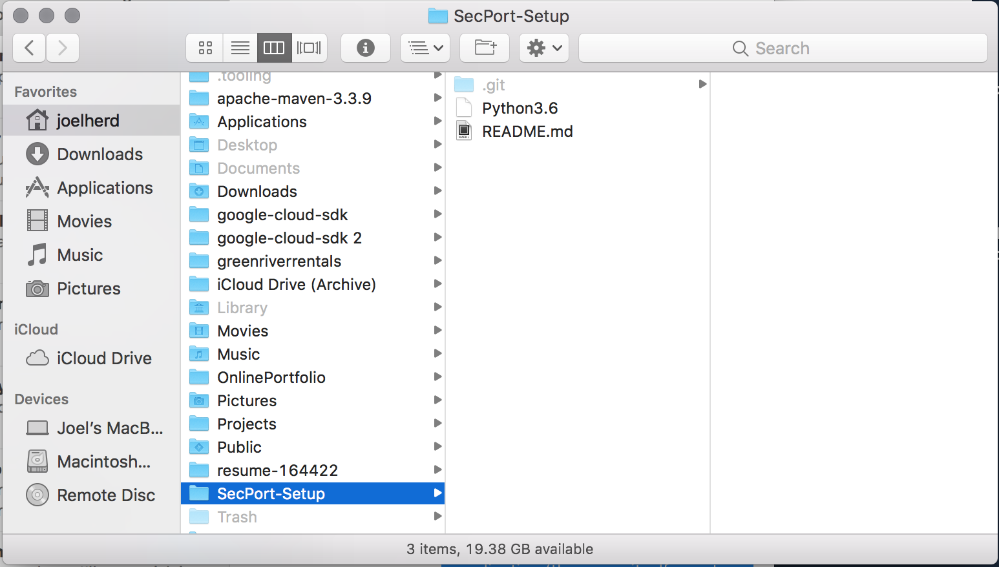 SecPort-Setup
Search
Favorites
joelherd
Downloads
Applications
Movies
Music
Pictures
iCloud
iCloud Drive
Devices
Joel’s MacB...
Macintosh...
Remote Disc
.tooling
apache-maven-3.3.9
Applications
Desktop
Documents
Downloads
google-cloud-sdk
google-cloud-sdk 2
greenriverrentals
iCloud Drive (Archive)
Library
Movies
Music
OnlinePortfolio
Pictures
Projects
Public
resume-164422
SecPort-Setup
Trash
.git
Python3.6
README.md
3 items, 19.38 GB available